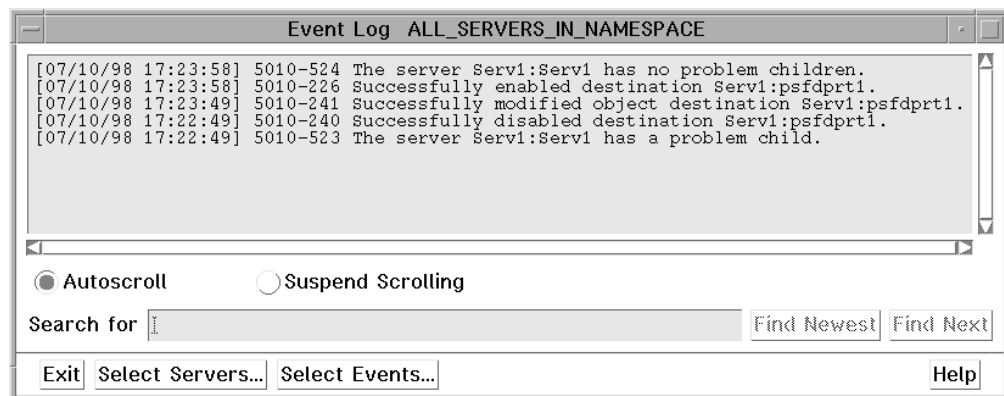 Event Log ALL_SERVERS_IN_NAMESPACE
[07/10/98 17:23:58] 5010-524 The server Serv1:Serv1 has no problem children.
[07/10/98 17:23:58] 5010-226 Successfully enabled destination Serv1:psfdprt1.
[07/10/98 17:23:49] 5010-241 Successfully modified object destination Serv1:psfdprt1.
[07/10/98 17:22:49] 5010-240 Successfully disabled destination Serv1:psfdprt1.
[07/10/98 17:22:49] 5010-523 The server Serv1:Serv1 has a problem child.
Autoscroll Suspend Scrolling
Search for Find Newest Find Next
Exit Select Servers... Select Events... Help